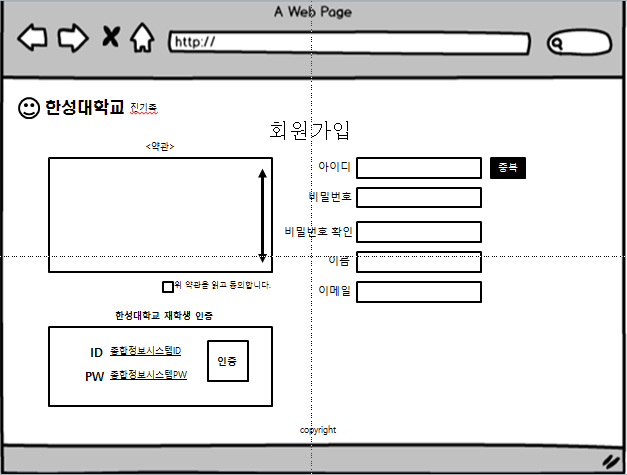 A Web Page
http://
한성대학교 진기족
회원가입
<약관>
위 약관을 읽고 동의합니다.
한성대학교 재학생 인증
ID 종합정보시스템ID
PW 종합정보시스템PW
인증
아이디 중복
비밀번호
비밀번호 확인
이름
이메일
copyright